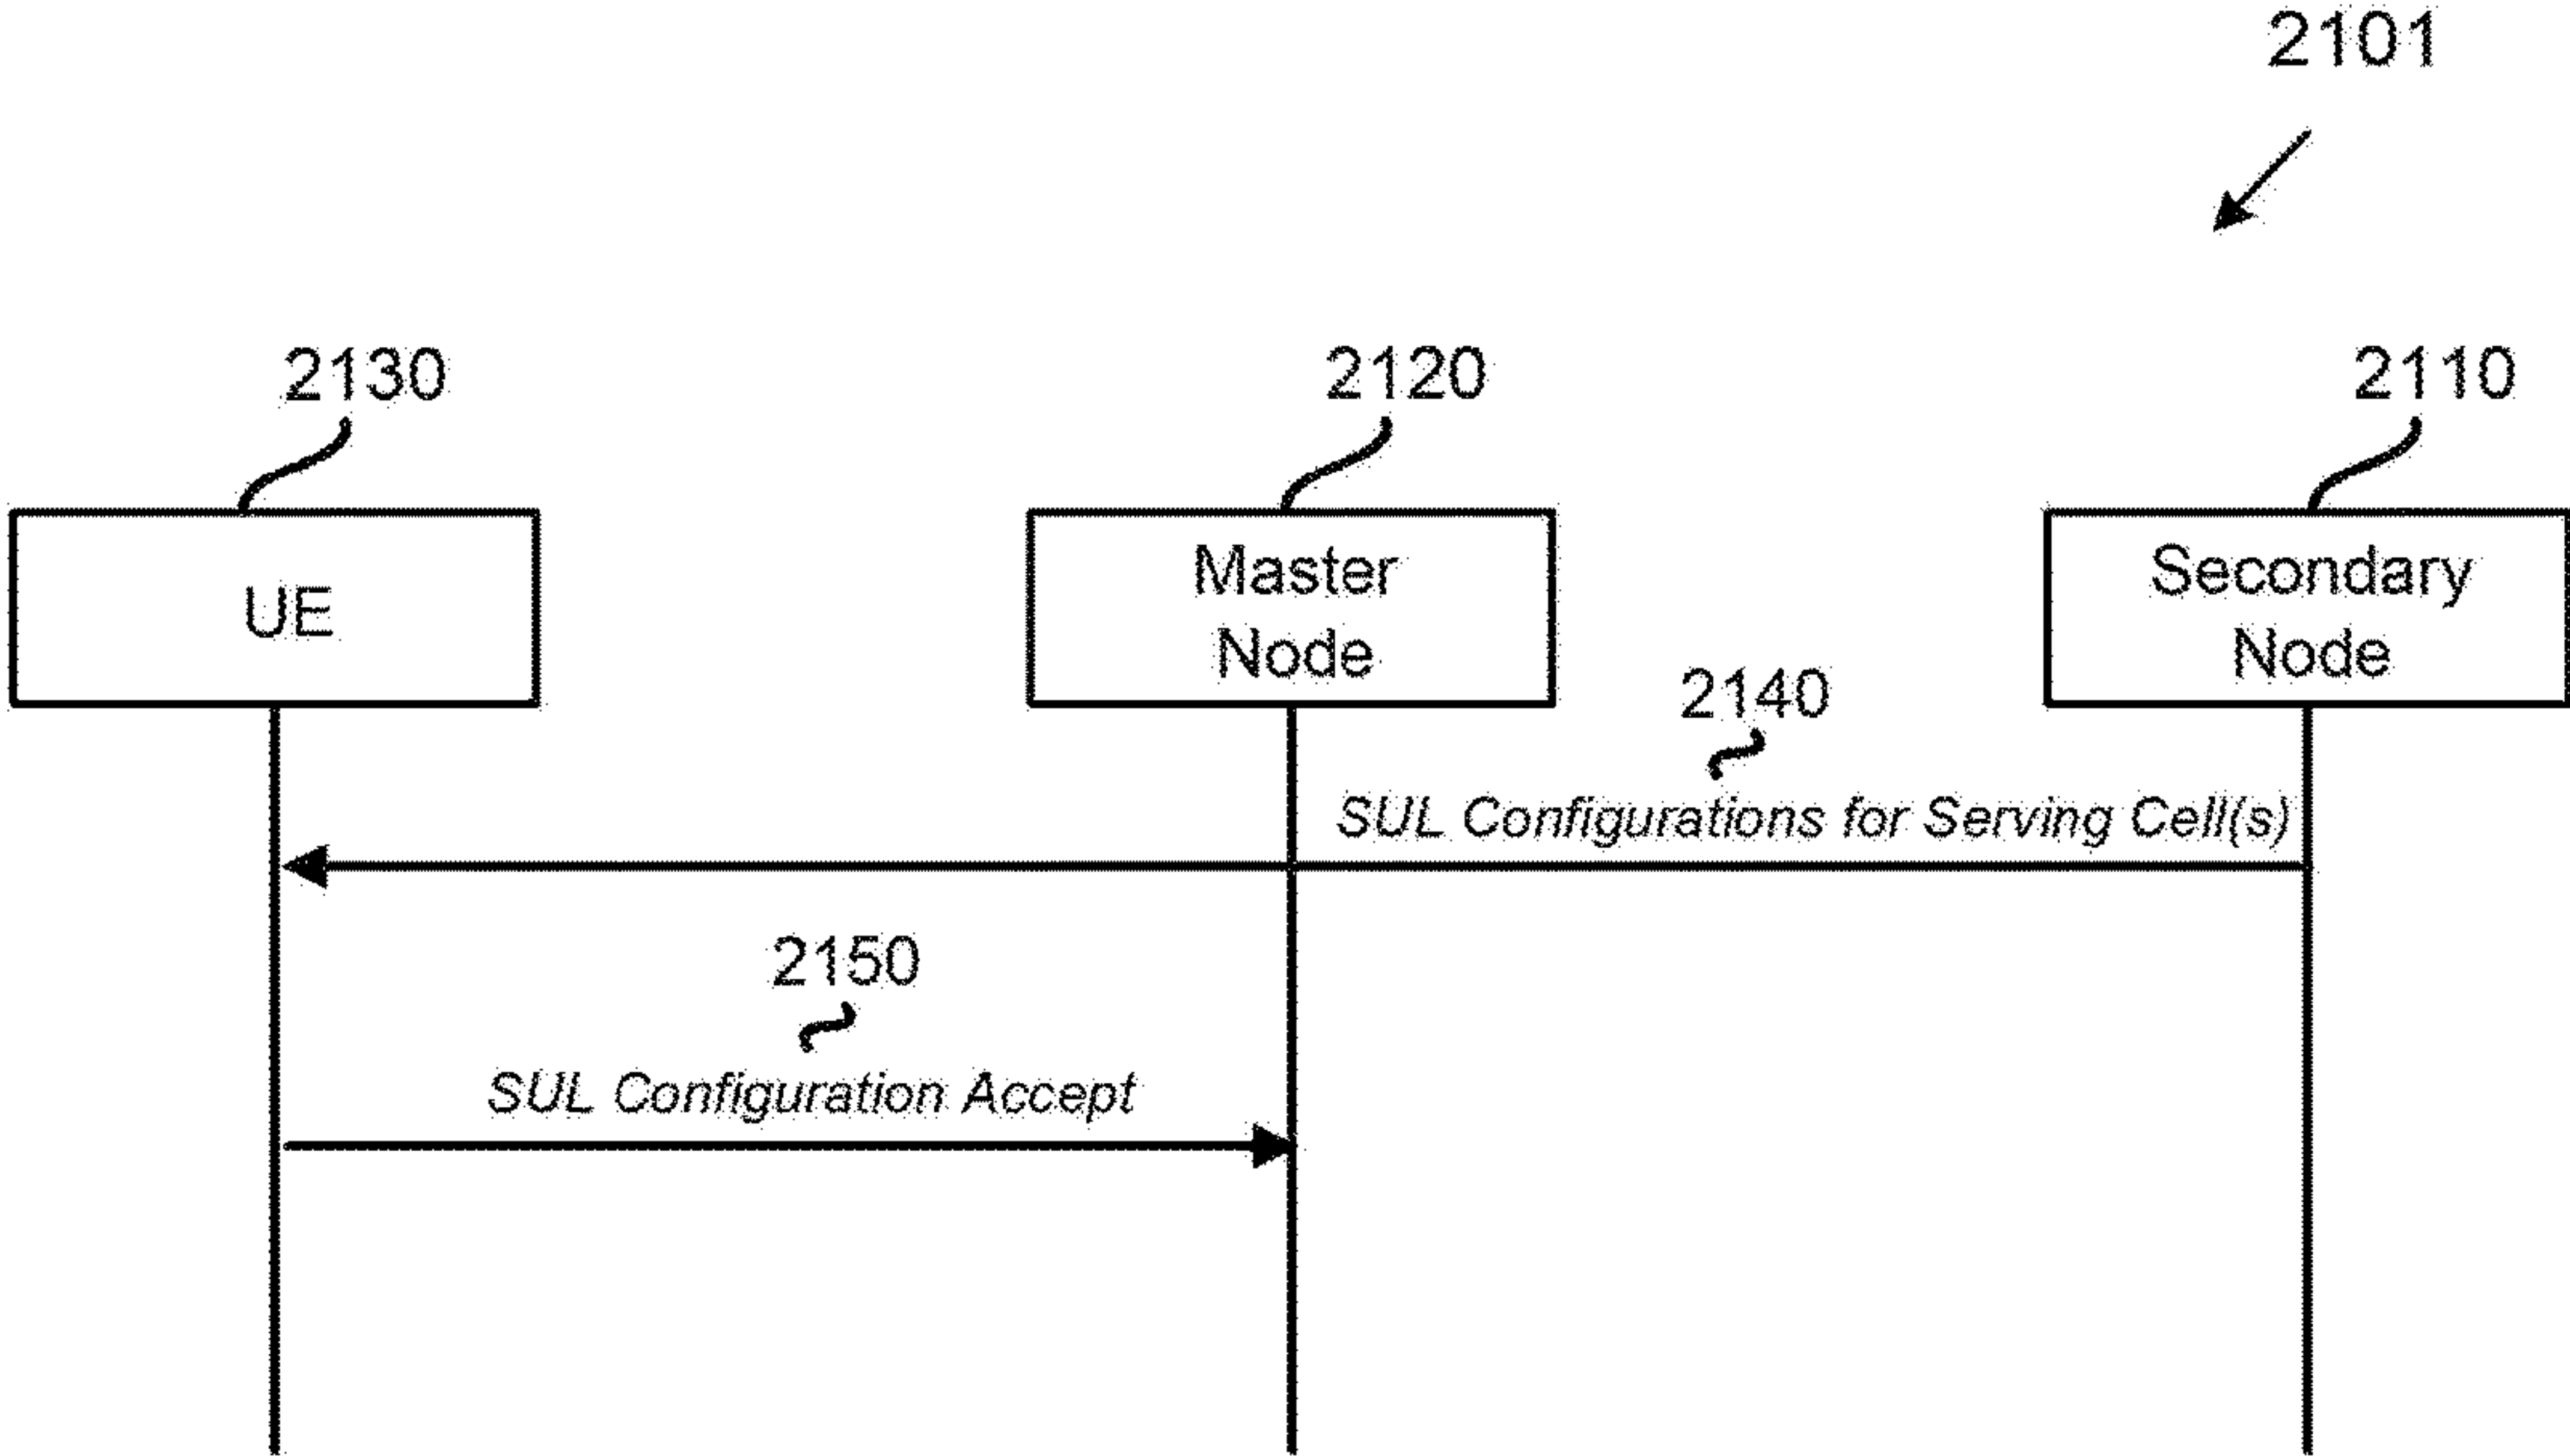 2101
2130
2120
2110
UE
Master
Node
Secondary
Node
2140
SUL Configurations for Serving Cell(s)
2150
SUL Configuration Accept